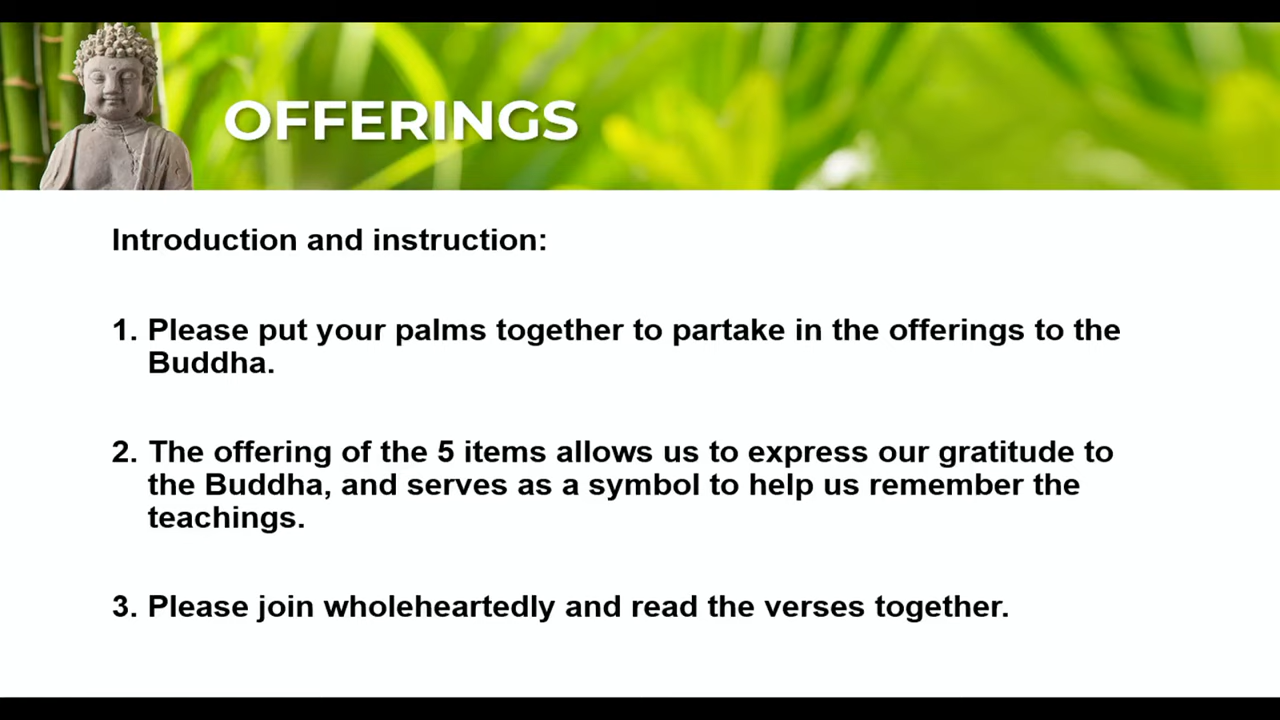 OFFERINGS
Introduction and instruction:
1. Please put your palms together to partake in the offerings to the
Buddha.
2. The offering of the 5 items allows us to express our gratitude to
the Buddha, and serves as a symbol to help us remember the
teachings.
3. Please join wholeheartedly and read the verses together.